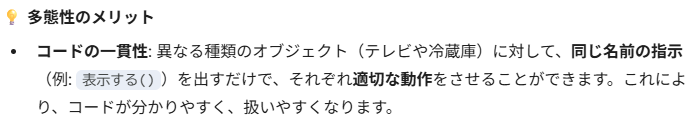 💡 多態性のメリット
• コードの一貫性: 異なる種類のオブジェクト（テレビや冷蔵庫）に対して、同じ名前の指示
（例: 表示する()）を出すだけで、それぞれ適切な動作をさせることができます。これによ
り、コードが分かりやすく、扱いやすくなります。